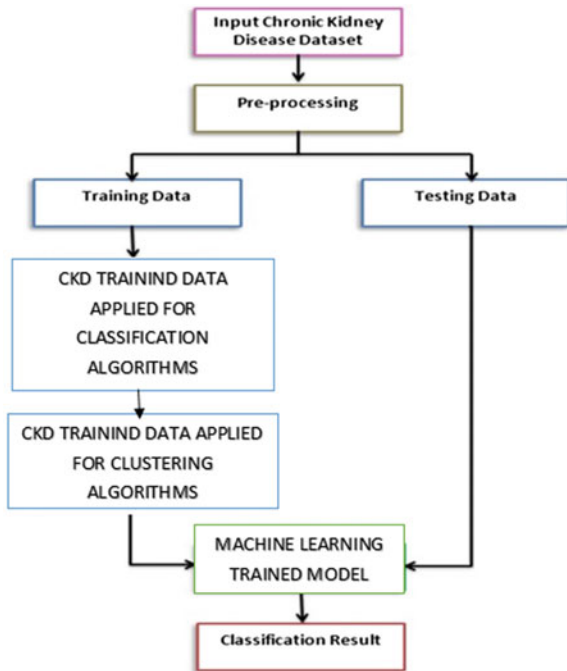 Input Chronic Kidney
Disease Dataset
Pre-processing
Training Data
Testing Data
CKD TRAININD DATA
APPLIED FOR
CLASSIFICATION
ALGORITHMS
CKD TRAININD DATA APPLIED
FOR CLUSTERING
ALGORITHMS
MACHINE LEARNING
TRAINED MODEL
Classification Result